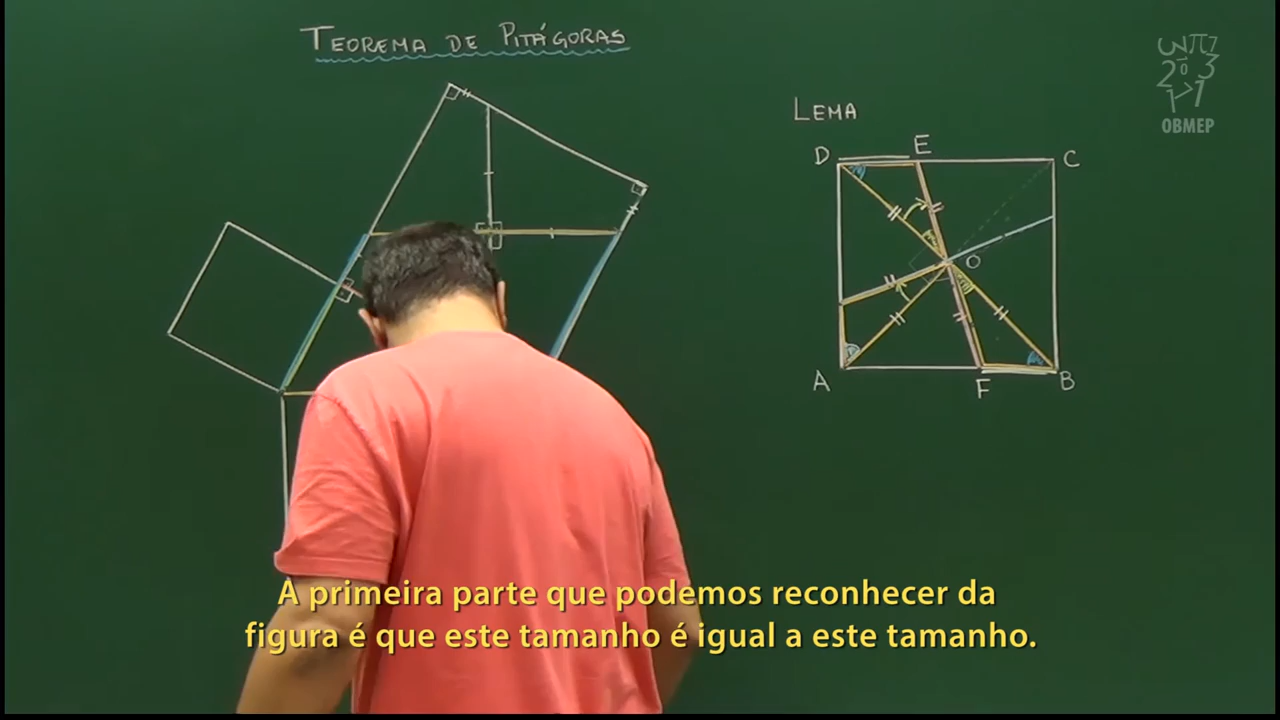 TEOREMA DE PITÁGORAS
LEMA
D E C
O
A F B
OBMEP
A primeira parte que podemos reconhecer da
figura é que este tamanho é igual a este tamanho.